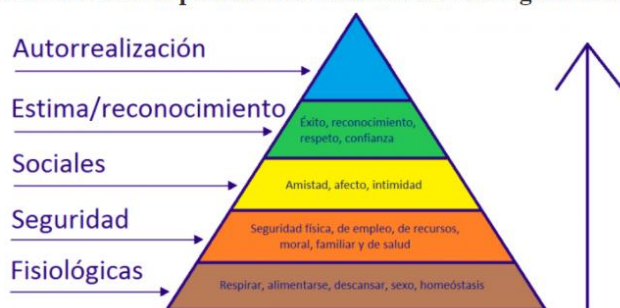 Autorrealización
Estima/reconocimiento
Éxito, reconocimiento,
respeto, confianza
Sociales
Amistad, afecto, intimidad
Seguridad
Seguridad física, de empleo, de recursos,
moral, familiar y de salud
Fisiológicas
Respirar, alimentarse, descansar, sexo, homeóstasis